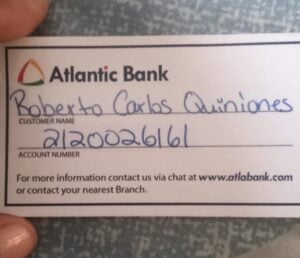 Atlantic Bank
Roberto Carlos Quiniones
CUSTOMER NAME
2120026161
ACCOUNT NUMBER
For more information contact us via chat at www.atlabank.com
or contact your nearest Branch.